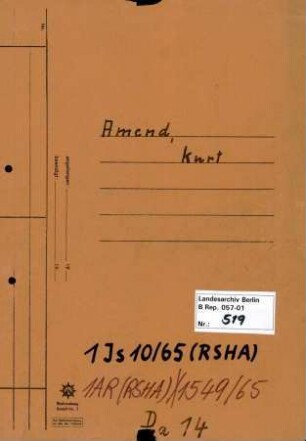 Amend,
Kurt
Landesarchiv Berlin
B Rep. 057-01
Nr.: 519
1 Js 10/65 (RSHA)
1AR (RSHA) 1549/65
Da 14